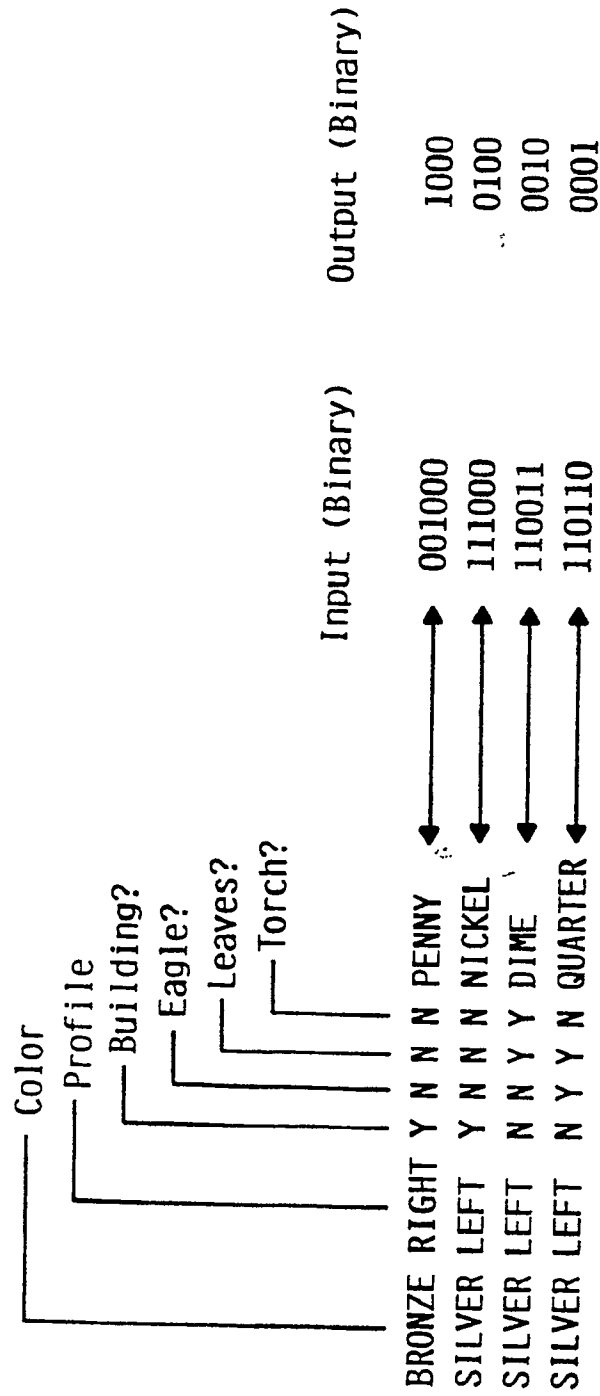 Color
Profile
Building?
Eagle?
Leaves?
Torch?
Input (Binary) Output (Binary)
BRONZE RIGHT Y N N N PENNY 001000 1000
SILVER LEFT Y N N N NICKEL 111000 0100
SILVER LEFT N N Y Y DIME 110011 0010
SILVER LEFT N Y Y N QUARTER 110110 0001